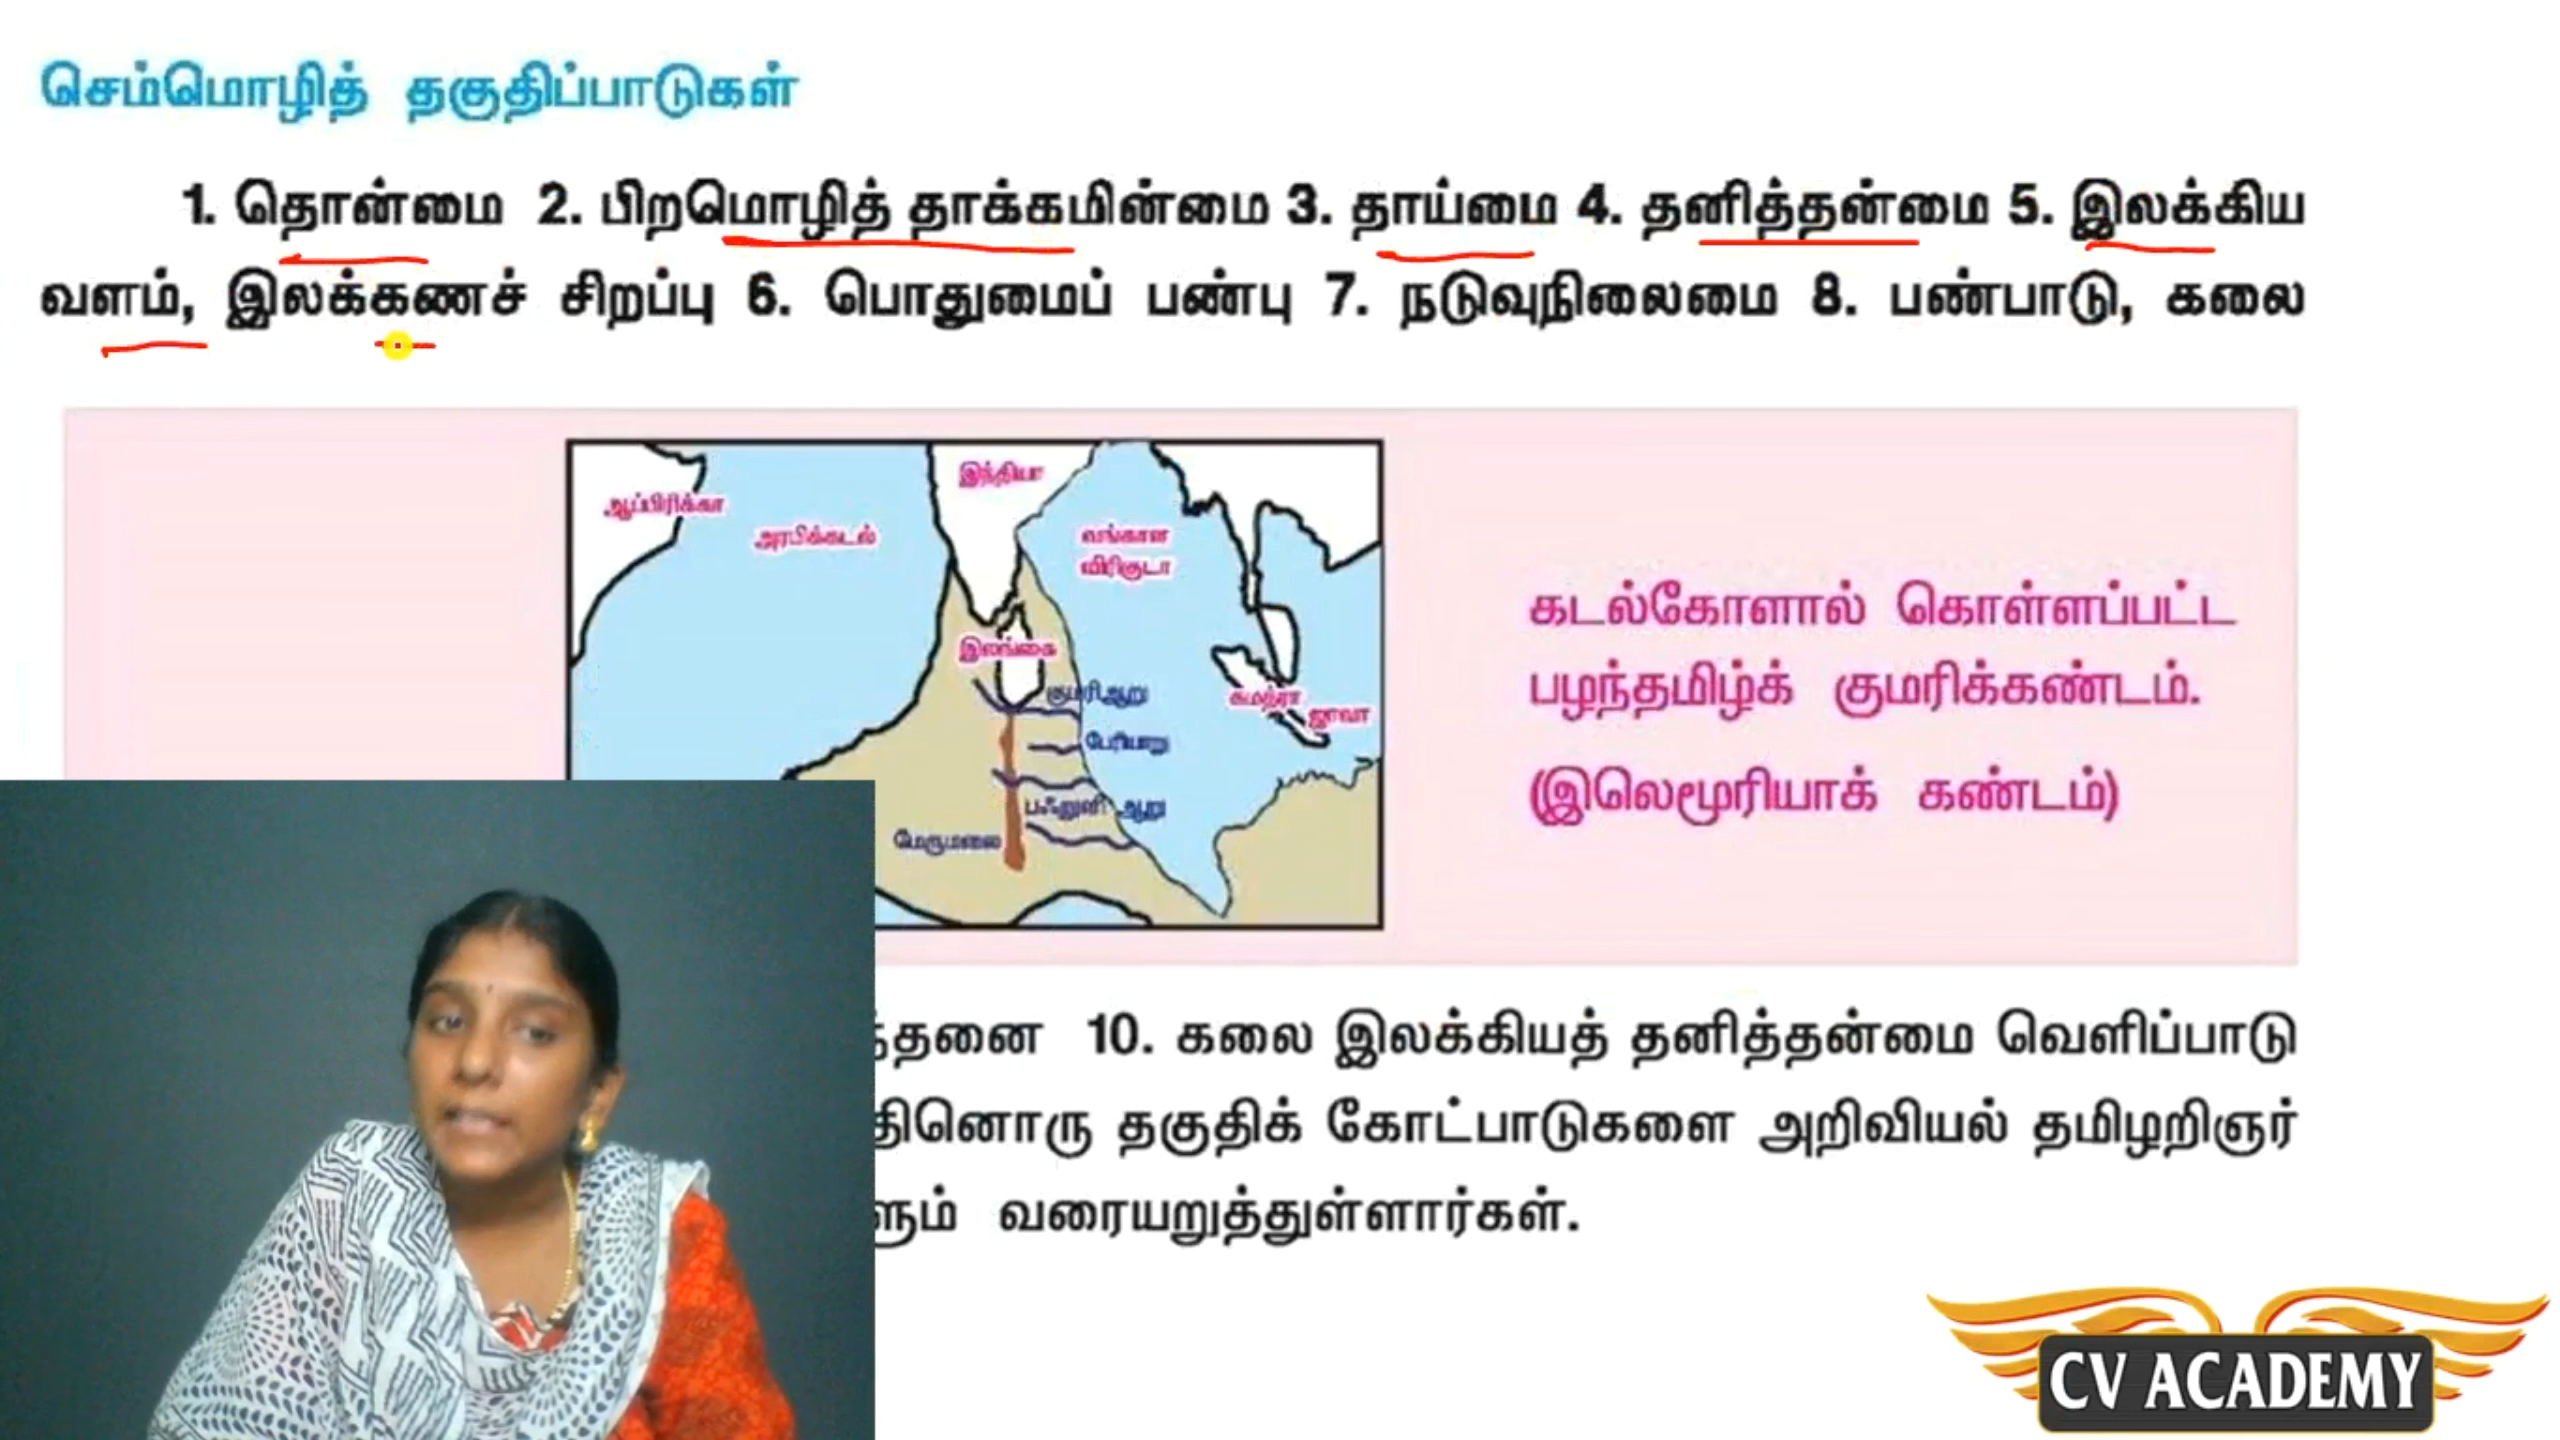 செம்மொழித் தகுதிப்பாடுகள்
1. தொன்மை 2. பிறமொழித் தாக்கமின்மை 3. தாய்மை 4. தனித்தன்மை 5. இலக்கிய
வளம், இலக்கணச் சிறப்பு 6. பொதுமைப் பண்பு 7. நடுவுநிலைமை 8. பண்பாடு, கலை
இந்தியா
ஆப்பிரிக்கா
அரபிக்கடல்
வங்காள
விரிகுடா
இலங்கை
குமரிஆறு
சுமத்ரா
ஜாவா
பேரியாறு
பஃறுளி ஆறு
மேருமலை
கடல்கோளால் கொள்ளப்பட்ட
பழந்தமிழ்க் குமரிக்கண்டம்.
(இலெமூரியாக் கண்டம்)
10. கலை இலக்கியத் தனித்தன்மை வெளிப்பாடு
தகுதிக் கோட்பாடுகளை அறிவியல் தமிழறிஞர்
வரையறுத்துள்ளார்கள்.
CV ACADEMY